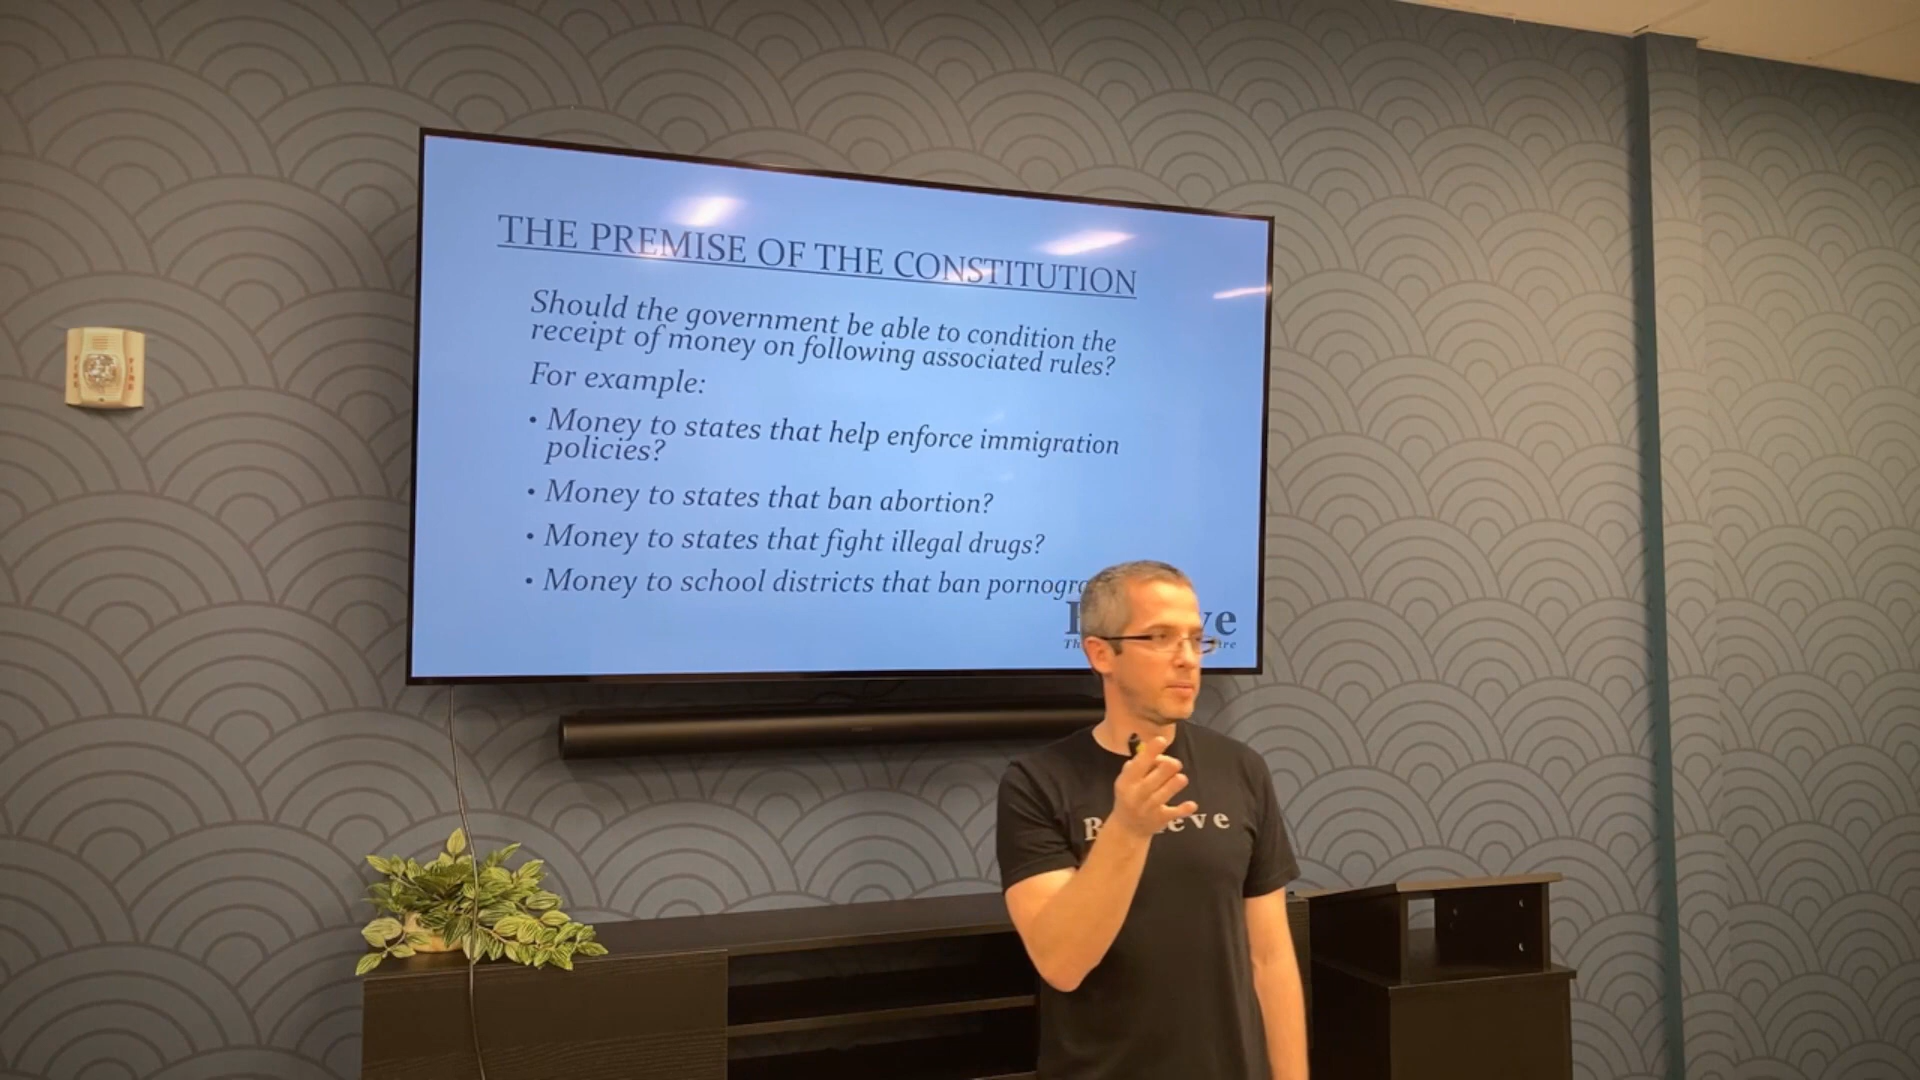 THE PREMISE OF THE CONSTITUTION
Should the government be able to condition the
receipt of money on following associated rules?
For example:
• Money to states that help enforce immigration
policies?
• Money to states that ban abortion?
• Money to states that fight illegal drugs?
• Money to school districts that ban
FIRE
FIRE